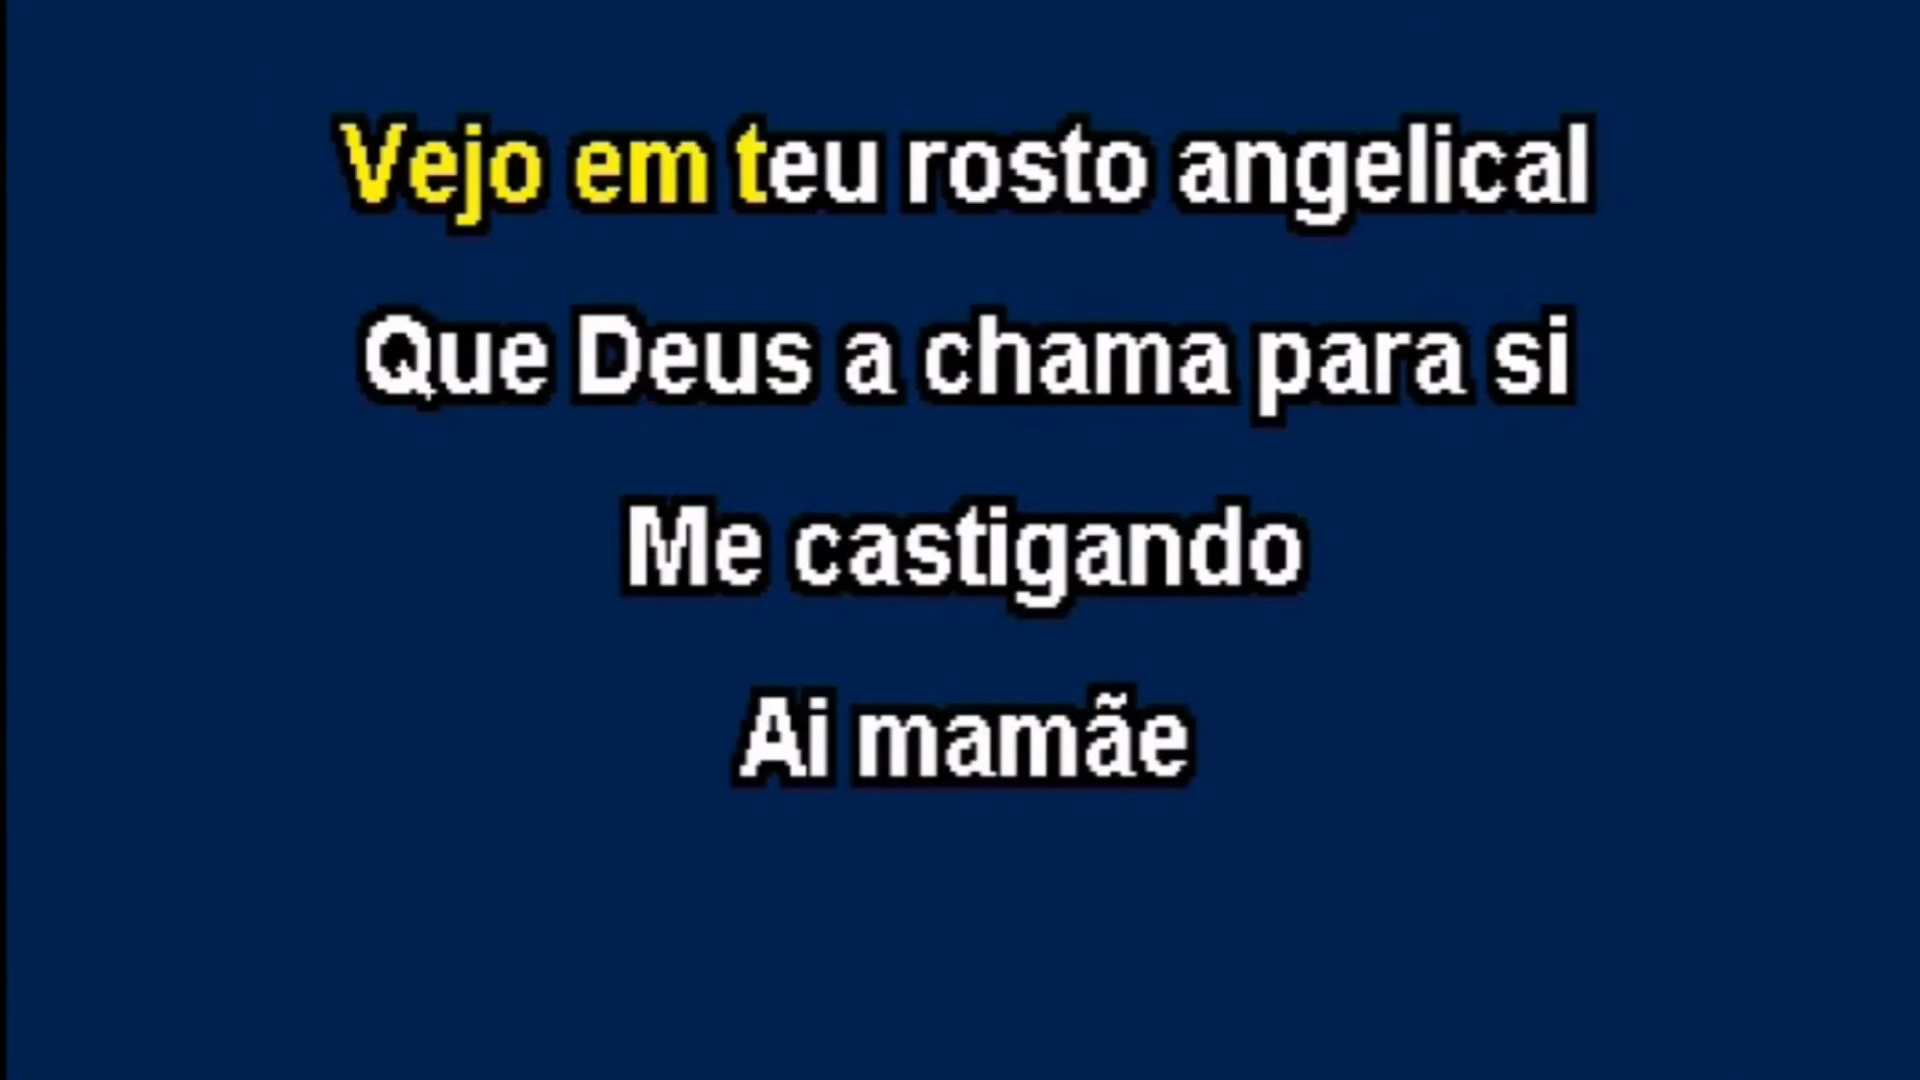 Vejo em teu rosto angelical
Que Deus a chama para si
Me castigando
Ai mamãe